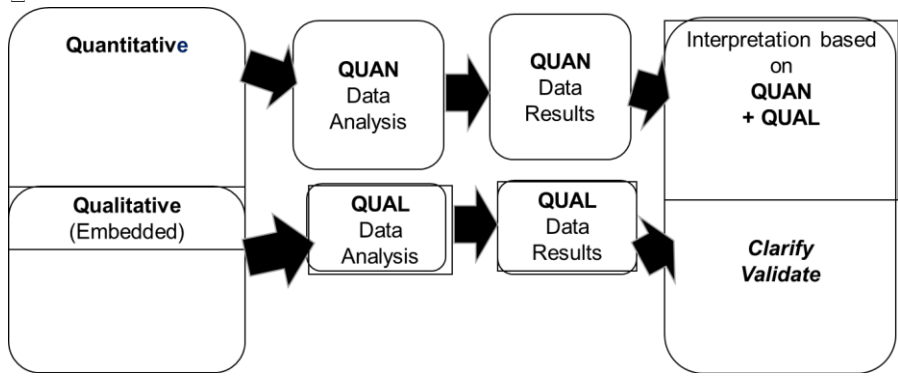 Quantitative
Qualitative
(Embedded)
QUAN
Data
Analysis
QUAN
Data
Results
QUAL
Data
Analysis
QUAL
Data
Results
Interpretation based
on
QUAN
+ QUAL
Clarify
Validate